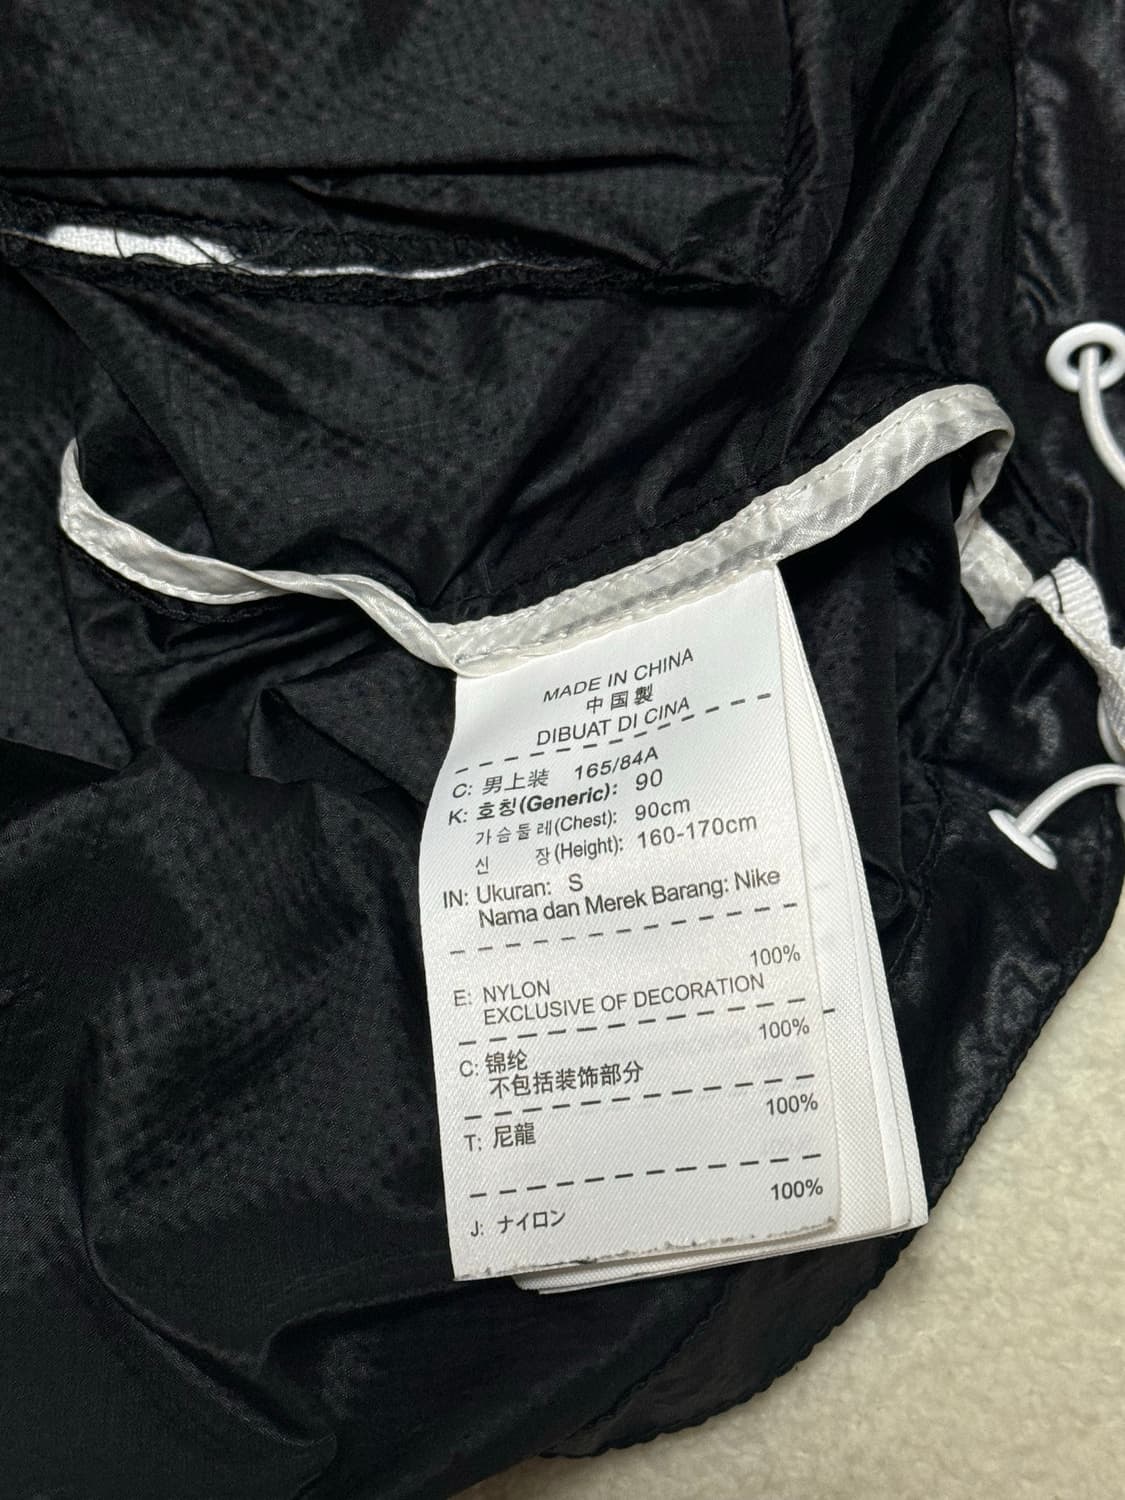 MADE IN CHINA
中国製
DIBUAT DI CINA
C: 男上装 165/84A
K: 호칭(Generic): 90
가슴둘레(Chest): 90cm
신 장(Height): 160-170cm
IN: Ukuran: S
Nama dan Merek Barang: Nike
100%
E: NYLON
EXCLUSIVE OF DECORATION
100%
C: 锦纶
不包括装饰部分
100%
T: 尼龍
100%
J: ナイロン